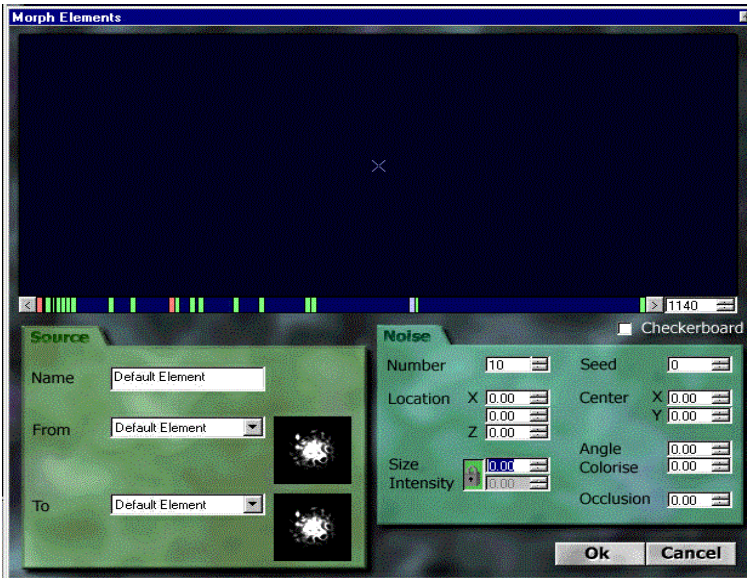 Morph Elements
< > 1140
Checkerboard
Source
Name Default Element
From Default Element
To Default Element
Noise
Number 10 Seed 0
Location X 0.00 Center X 0.00
0.00 Y 0.00
Z 0.00
Angle 0.00
Size 0.00 Colorise 0.00
Intensity 0.00
Occlusion 0.00
Ok Cancel